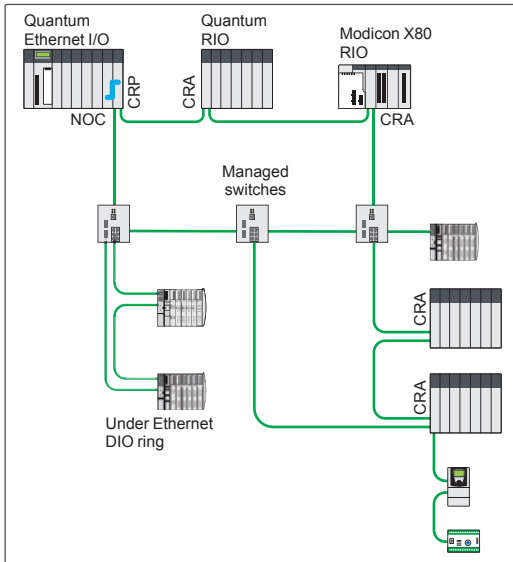 Quantum
Ethernet I/O
Quantum
RIO
Modicon X80
RIO
CRP
CRA
NOC
CRA
Managed
switches
CRA
CRA
Under Ethernet
DIO ring